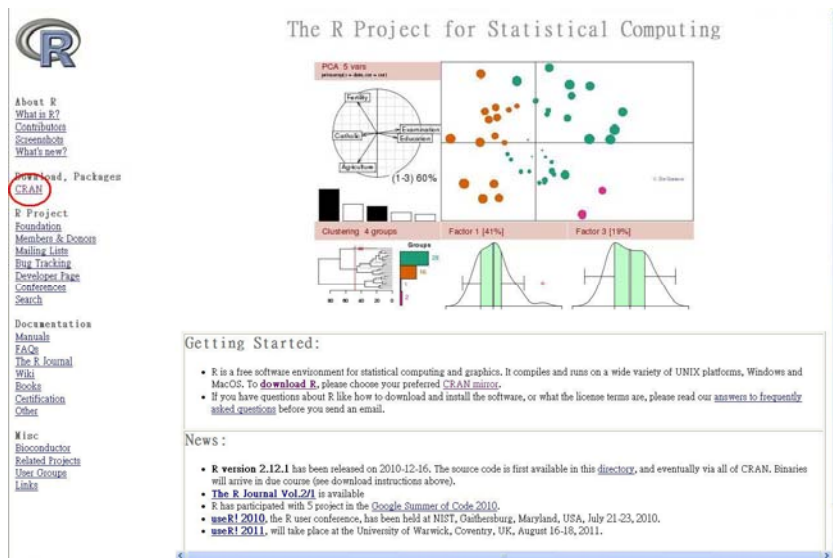 R
The R Project for Statistical Computing
About R
What is R?
Contributors
Screenshots
What's new?
Download, Packages
CRAN
R Project
Foundation
Members & Donors
Mailing Lists
Bug Tracking
Developer Page
Conferences
Search
Documentation
Manuals
FAQs
The R Journal
Wiki
Books
Certification
Other
Misc
Bioconductor
Related Projects
User Groups
Links
PCA 5 vars
Fertility
Catholic
Examination
Education
Agriculture
(1-3) 60%
Clustering 4 groups
Factor 1 [41%]
Factor 3 [19%]
Groups
28
16
1
2
Getting Started:
R is a free software environment for statistical computing and graphics. It compiles and runs on a wide variety of UNIX platforms, Windows and
MacOS. To download R, please choose your preferred CRAN mirror.
If you have questions about R like how to download and install the software, or what the license terms are, please read our answers to frequently
asked questions before you send an email.
News:
R version 2.12.1 has been released on 2010-12-16. The source code is first available in this directory, and eventually via all of CRAN. Binaries
will arrive in due course (see download instructions above).
The R Journal Vol.2/1 is available
R has participated with 5 project in the Google Summer of Code 2010.
useR! 2010, the R user conference, has been held at NIST, Gaithersburg, Maryland, USA, July 21-23, 2010.
useR! 2011, will take place at the University of Warwick, Coventry, UK, August 16-18, 2011.